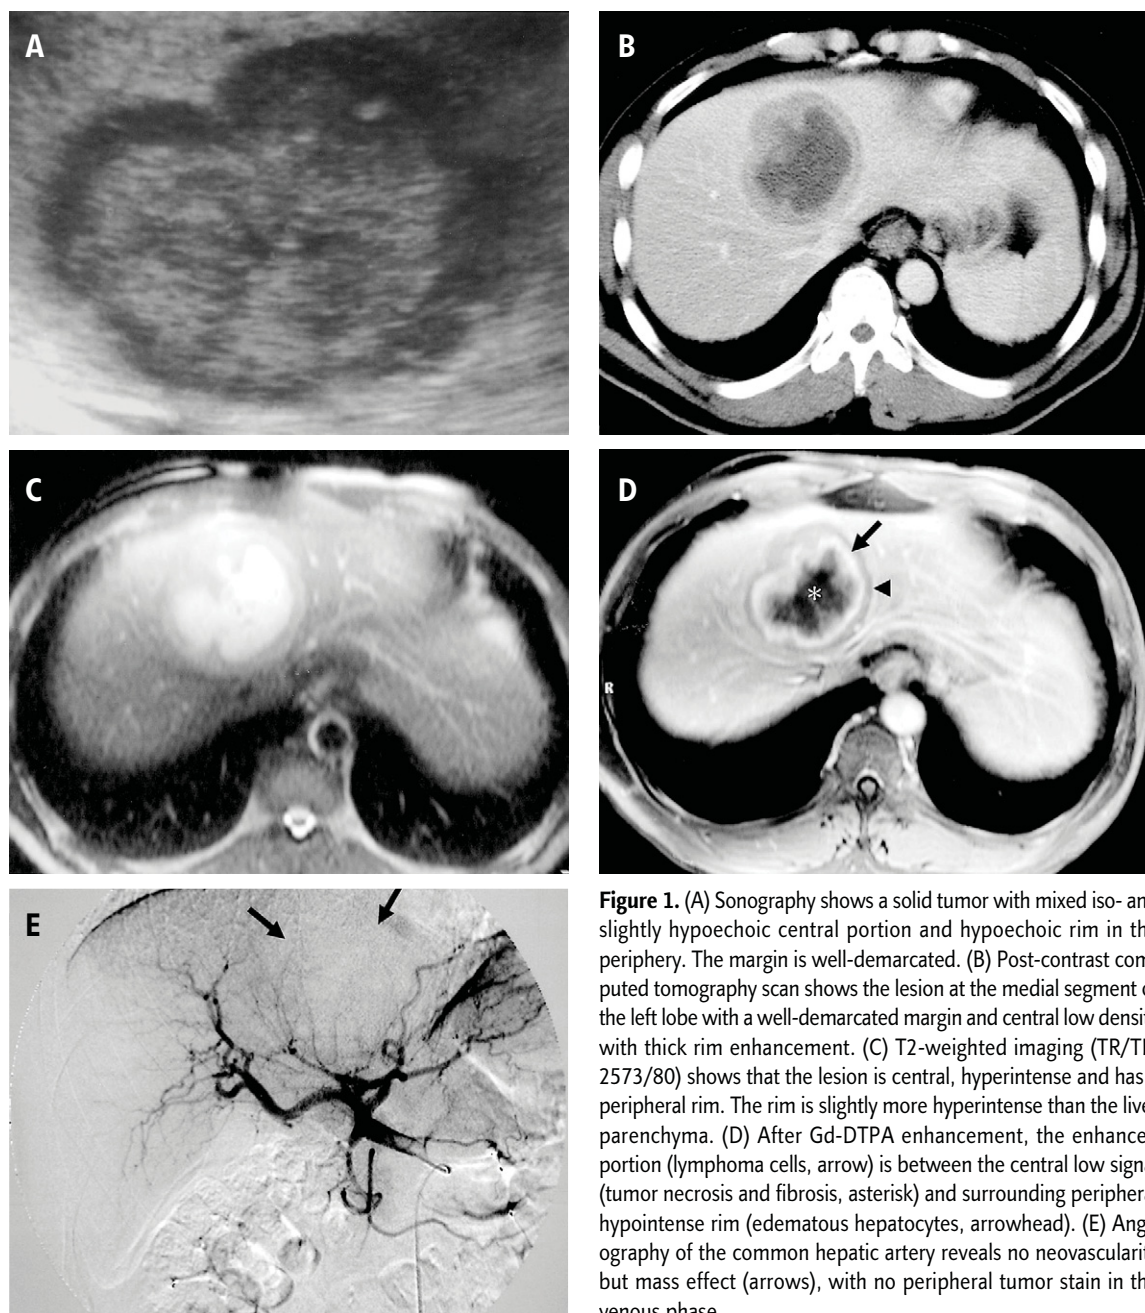 A
B
C
D
*
R
E
Figure 1. (A) Sonography shows a solid tumor with mixed iso- an
slightly hypoechoic central portion and hypoechoic rim in th
periphery. The margin is well-demarcated. (B) Post-contrast com
puted tomography scan shows the lesion at the medial segment o
the left lobe with a well-demarcated margin and central low densit
with thick rim enhancement. (C) T2-weighted imaging (TR/T
2573/80) shows that the lesion is central, hyperintense and has
peripheral rim. The rim is slightly more hyperintense than the live
parenchyma. (D) After Gd-DTPA enhancement, the enhance
portion (lymphoma cells, arrow) is between the central low signa
(tumor necrosis and fibrosis, asterisk) and surrounding periphera
hypointense rim (edematous hepatocytes, arrowhead). (E) Ang
ography of the common hepatic artery reveals no neovascularit
but mass effect (arrows), with no peripheral tumor stain in th
venous phase